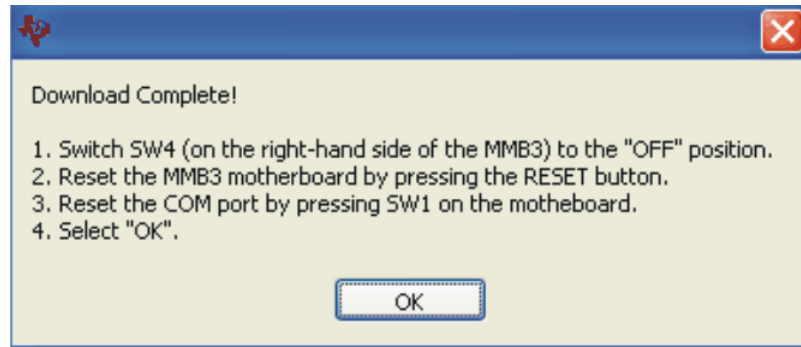 Download Complete!
1. Switch SW4 (on the right-hand side of the MMB3) to the "OFF" position.
2. Reset the MMB3 motherboard by pressing the RESET button.
3. Reset the COM port by pressing SW1 on the motheboard.
4. Select "OK".
OK